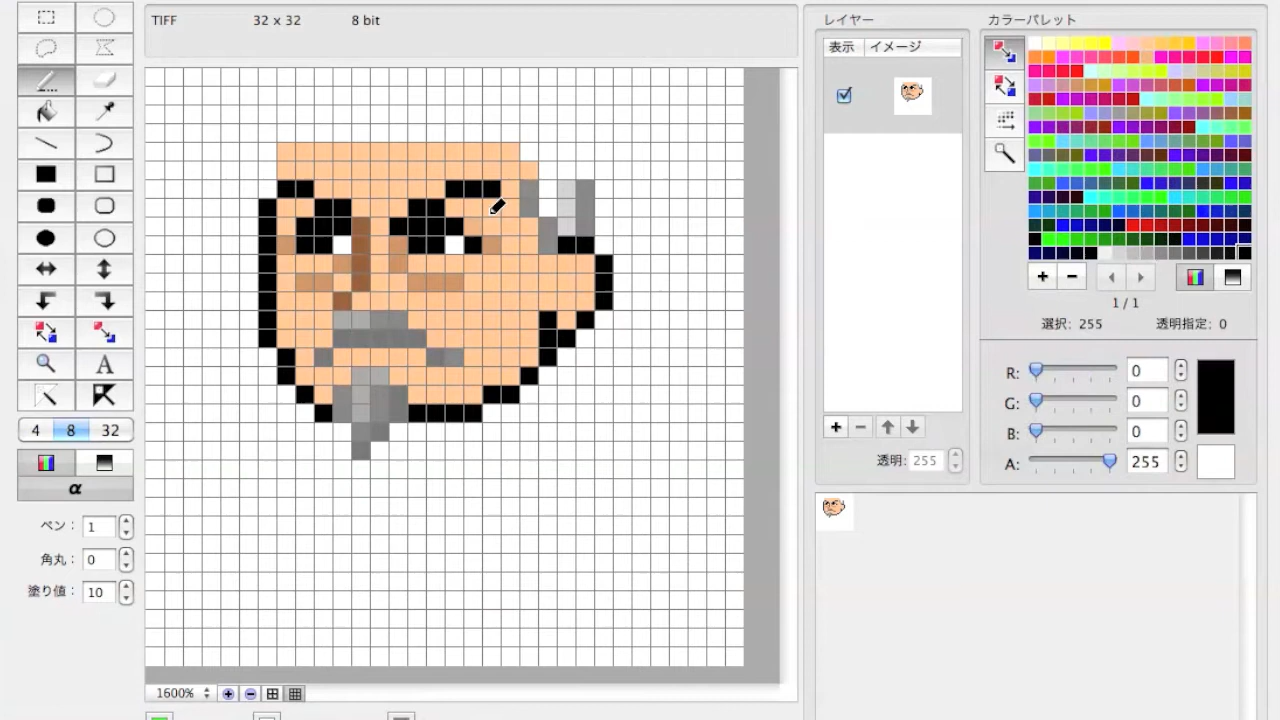 TIFF 32 x 32 8 bit
レイヤー
カラーパレット
表示 イメージ
A
4 8 32
α
ペン： 1
角丸： 0
塗り値： 10
1600%
透明: 255
1 / 1
選択: 255 透明指定: 0
R: 0
G: 0
B: 0
A: 255